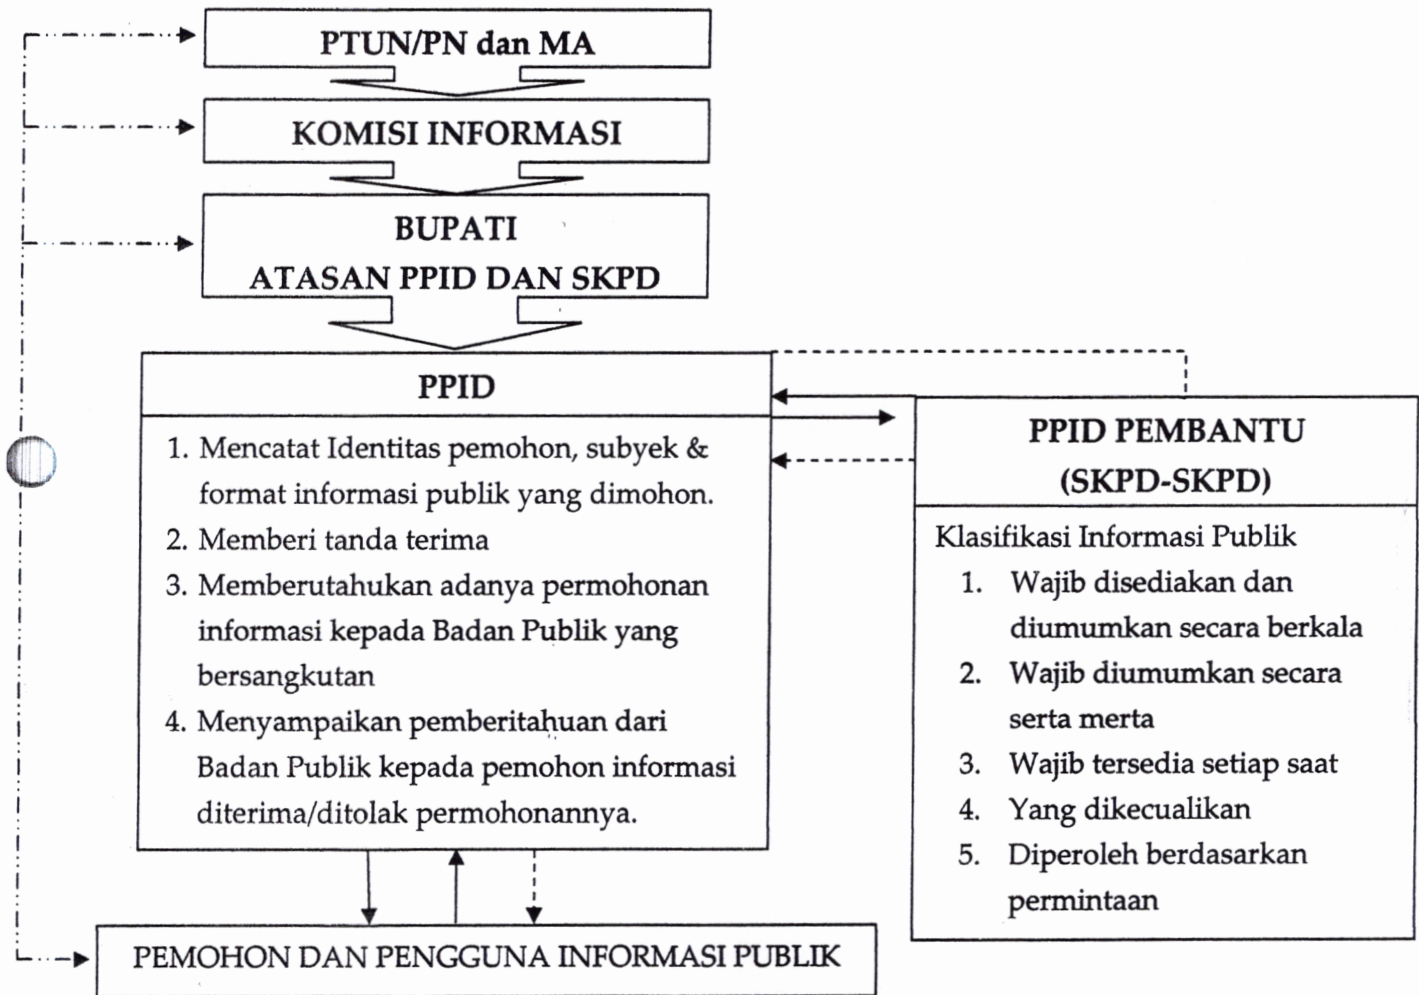 PTUN/PN dan MA
KOMISI INFORMASI
BUPATI
ATASAN PPID DAN SKPD
PPID
1. Mencatat Identitas pemohon, subyek &
format informasi publik yang dimohon.
2. Memberi tanda terima
3. Memberutahukan adanya permohonan
informasi kepada Badan Publik yang
bersangkutan
4. Menyampaikan pemberitahuan dari
Badan Publik kepada pemohon informasi
diterima/ditolak permohonannya.
PPID PEMBANTU
(SKPD-SKPD)
Klasifikasi Informasi Publik
1. Wajib disediakan dan
diumumkan secara berkala
2. Wajib diumumkan secara
serta merta
3. Wajib tersedia setiap saat
4. Yang dikecualikan
5. Diperoleh berdasarkan
permintaan
PEMOHON DAN PENGGUNA INFORMASI PUBLIK